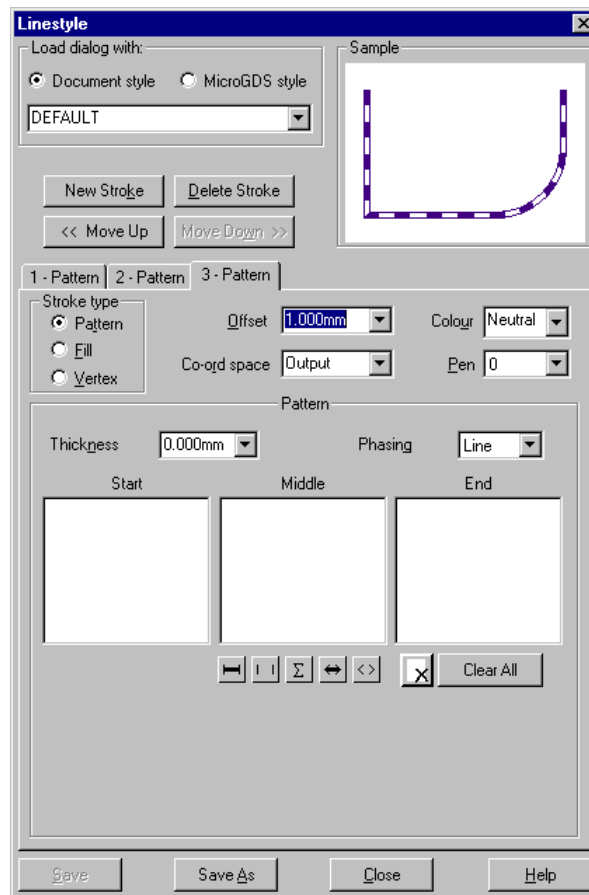 Linestyle
Load dialog with:
Document style
MicroGDS style
DEFAULT
Sample
New Stroke
Delete Stroke
<< Move Up
Move Down >>
1 - Pattern
2 - Pattern
3 - Pattern
Stroke type
Pattern
Fill
Vertex
Offset
1.000mm
Colour
Neutral
Co-ord space
Output
Pen
0
Pattern
Thickness
0.000mm
Phasing
Line
Start
Middle
End
Σ
<>
X
Clear All
Save
Save As
Close
Help